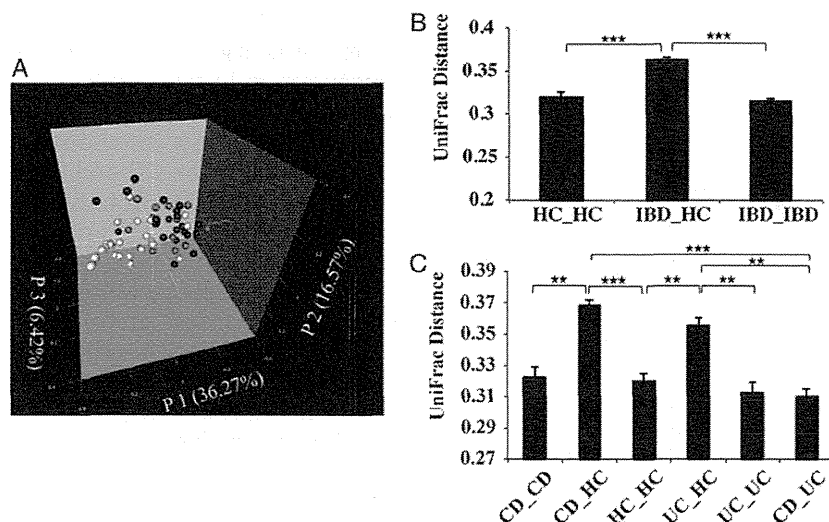 A
P 3 (6.42%)
P 1 (36.27%)
P 2 (16.57%)
B
UniFrac Distance
0.4
0.35
0.3
0.25
0.2
***
***
HC_HC
IBD_HC
IBD_IBD
C
UniFrac Distance
0.39
0.37
0.35
0.33
0.31
0.29
0.27
***
**
**
***
**
**
CD_CD
CD_HC
HC_HC
UC_HC
UC_UC
CD_UC